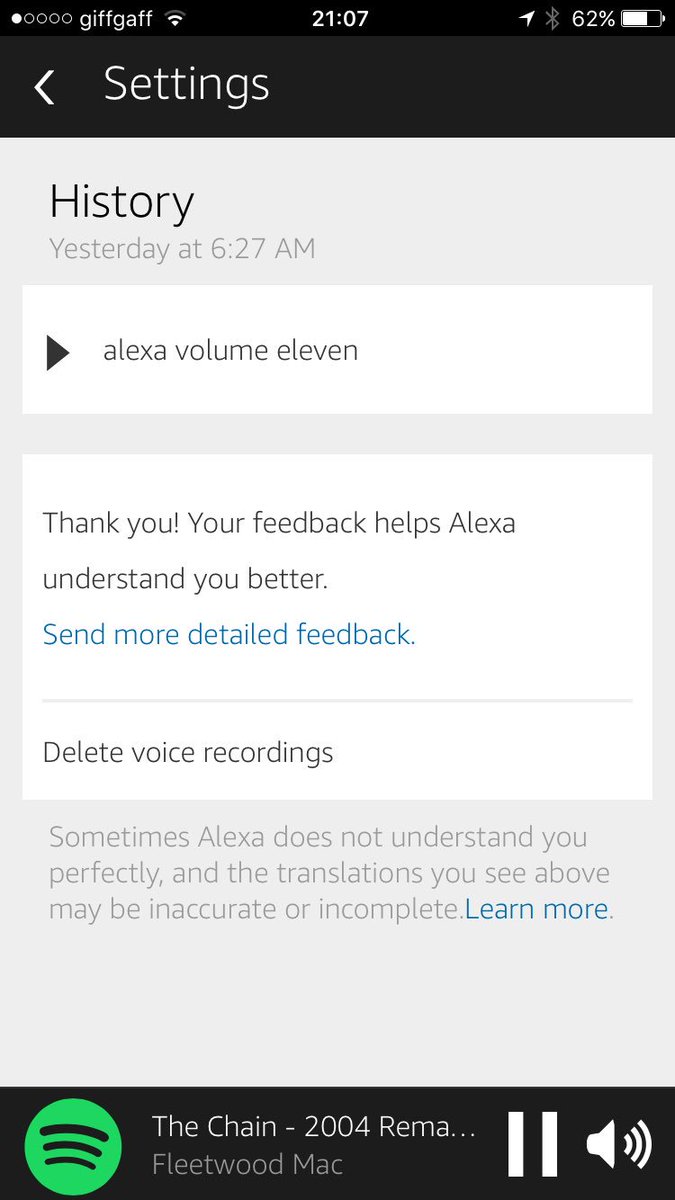 giffgaff 21:07 62%
Settings
History
Yesterday at 6:27 AM
alexa volume eleven
Thank you! Your feedback helps Alexa
understand you better.
Send more detailed feedback.
Delete voice recordings
Sometimes Alexa does not understand you
perfectly, and the translations you see above
may be inaccurate or incomplete.Learn more.
The Chain - 2004 Rema...
Fleetwood Mac